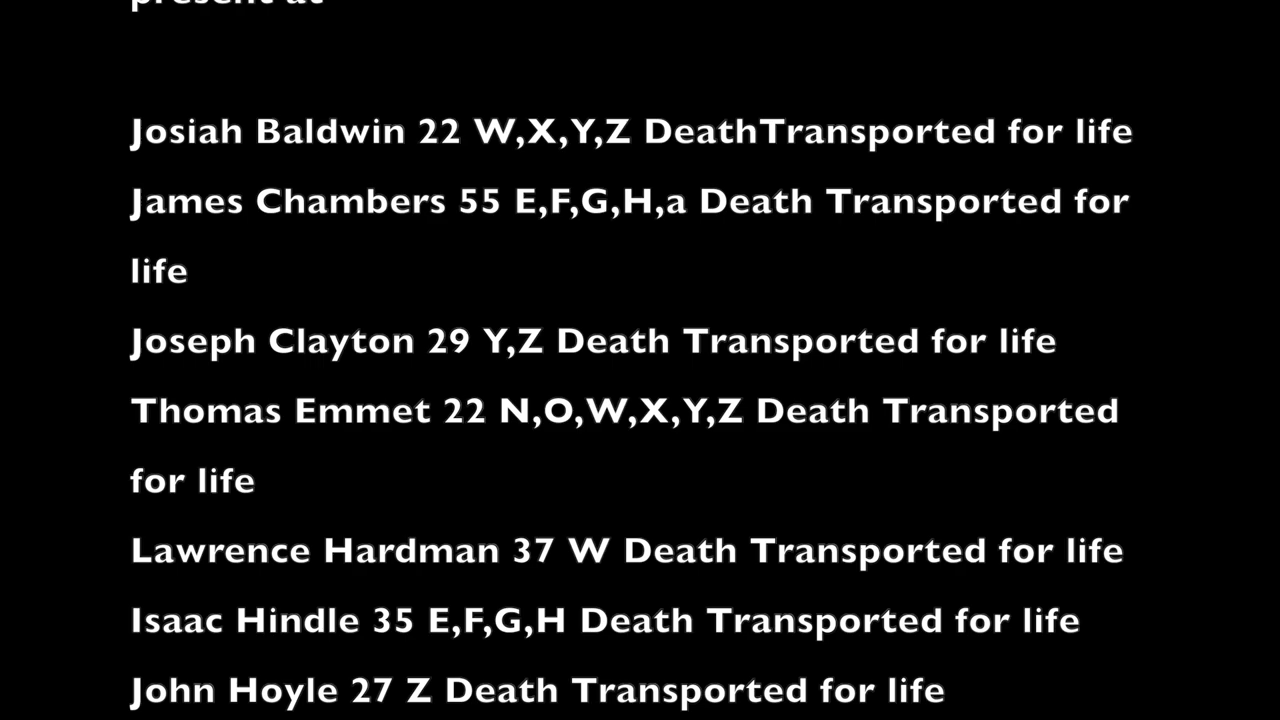 present at
Josiah Baldwin 22 W,X,Y,Z DeathTransported for life
James Chambers 55 E,F,G,H,a Death Transported for
life
Joseph Clayton 29 Y,Z Death Transported for life
Thomas Emmet 22 N,O,W,X,Y,Z Death Transported
for life
Lawrence Hardman 37 W Death Transported for life
Isaac Hindle 35 E,F,G,H Death Transported for life
John Hoyle 27 Z Death Transported for life